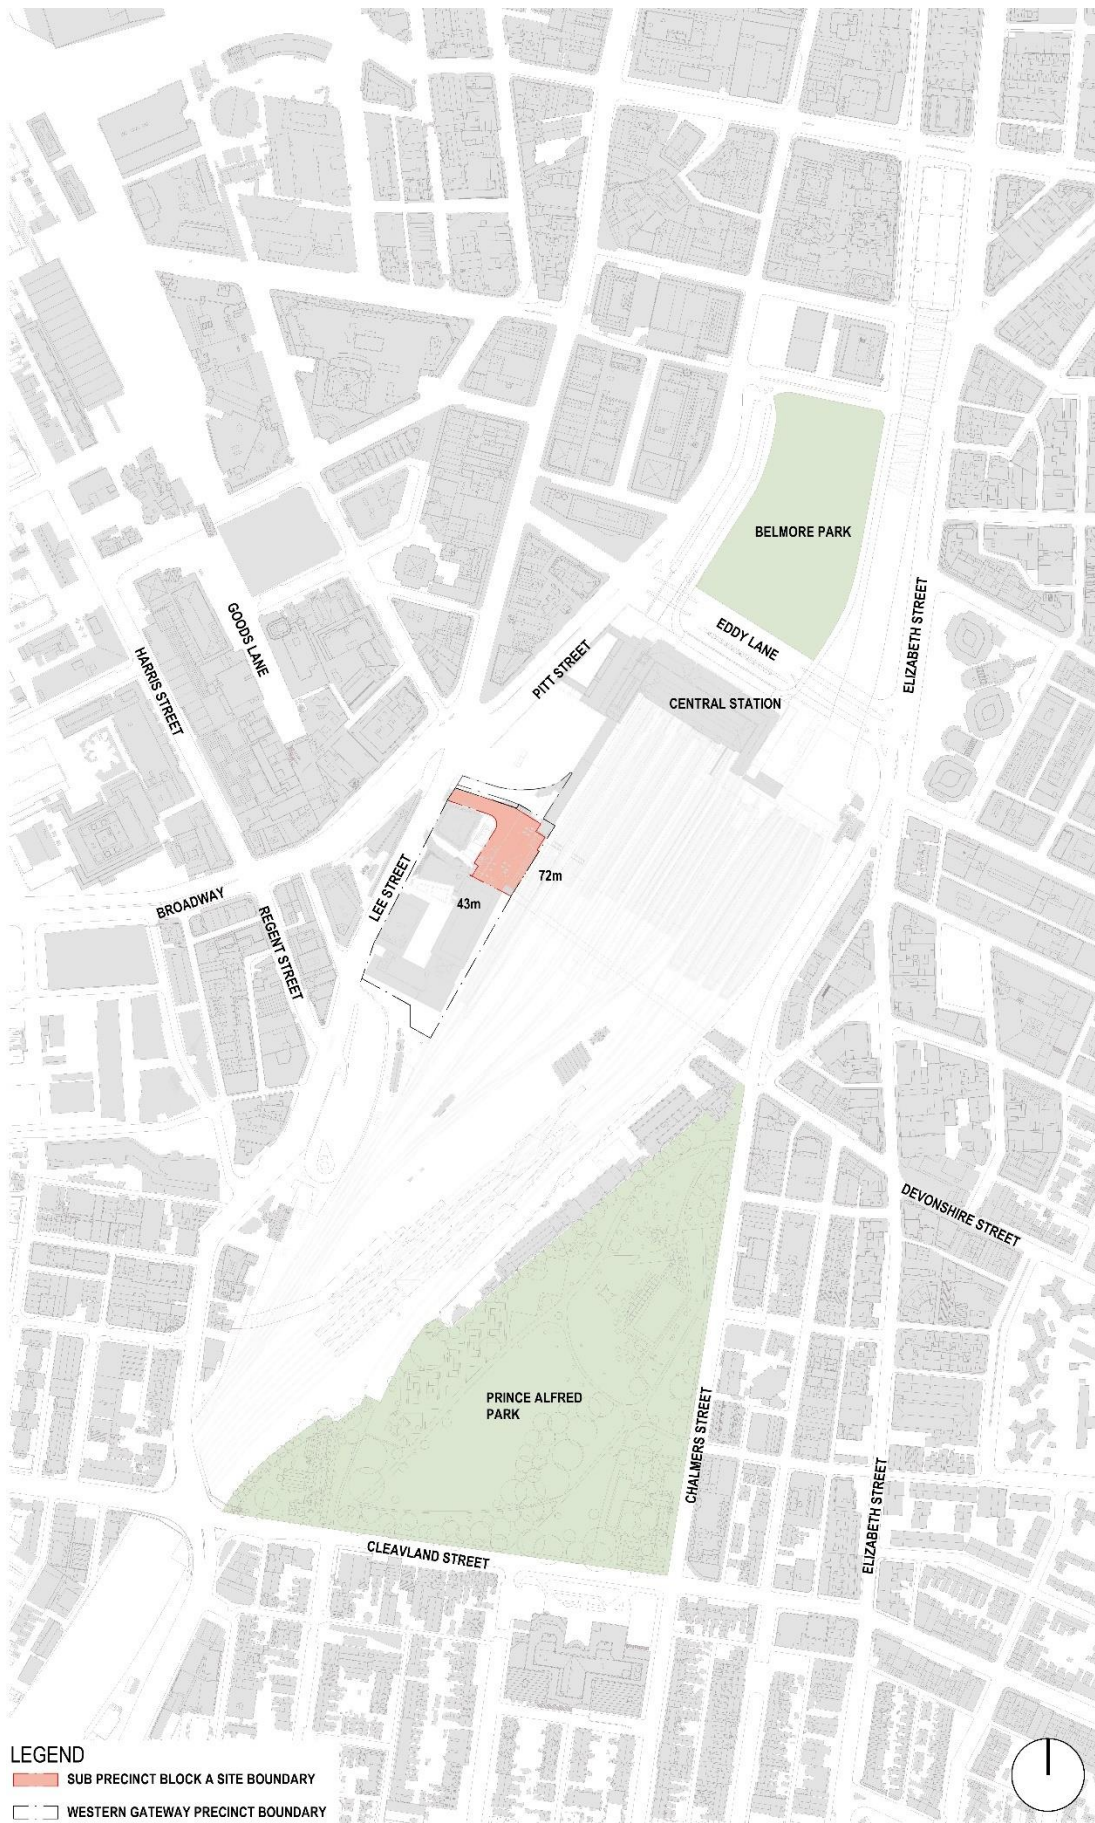 BELMORE PARK
ELIZABETH STREET
EDDY LANE
GOODS LANE
HARRIS STREET
PITT STREET
CENTRAL STATION
72m
43m
LEE STREET
BROADWAY
REGENT STREET
DEVONSHIRE STREET
PRINCE ALFRED
PARK
CHALMERS STREET
ELIZABETH STREET
CLEAVLAND STREET
LEGEND
SUB PRECINCT BLOCK A SITE BOUNDARY
WESTERN GATEWAY PRECINCT BOUNDARY